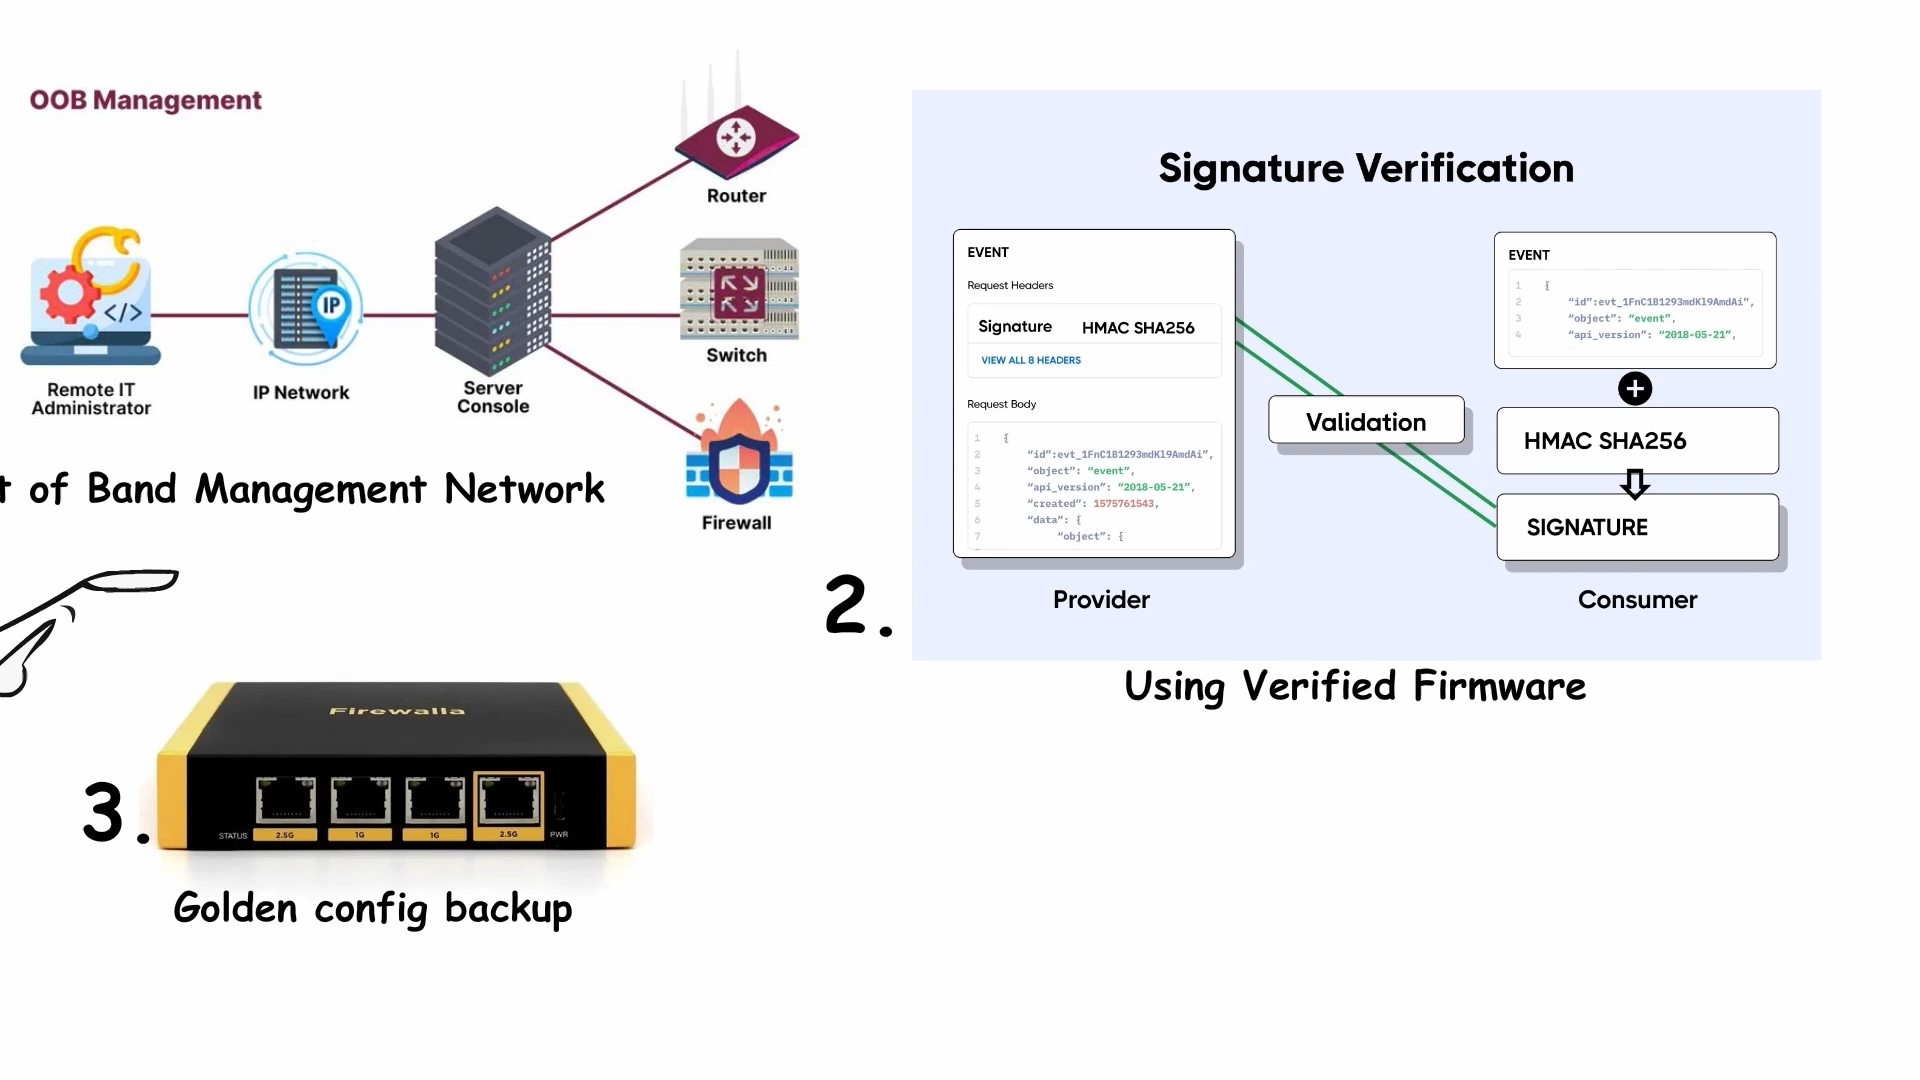 OOB Management
Router
Switch
Firewall
Remote IT
Administrator
IP
</>
IP Network
Server
Console
t of Band Management Network
2.
Signature Verification
EVENT
Request Headers
Signature HMAC SHA256
VIEW ALL 8 HEADERS
Request Body
1 {
2 “id”:evt_1FnC1B1293mdKl9AmdAi”,
3 “object”: “event”,
4 “api_version”: “2018-05-21”,
5 “created”: 1575761543,
6 “data”: {
7 “object”: {
Provider
Validation
EVENT
1 {
2 “id”:evt_1FnC1B1293mdKl9AmdAi”,
3 “object”: “event”,
4 “api_version”: “2018-05-21”,
+
HMAC SHA256
SIGNATURE
Consumer
Using Verified Firmware
3.
Firewalla
STATUS 2.5G 1G 1G 2.5G PWR
Golden config backup